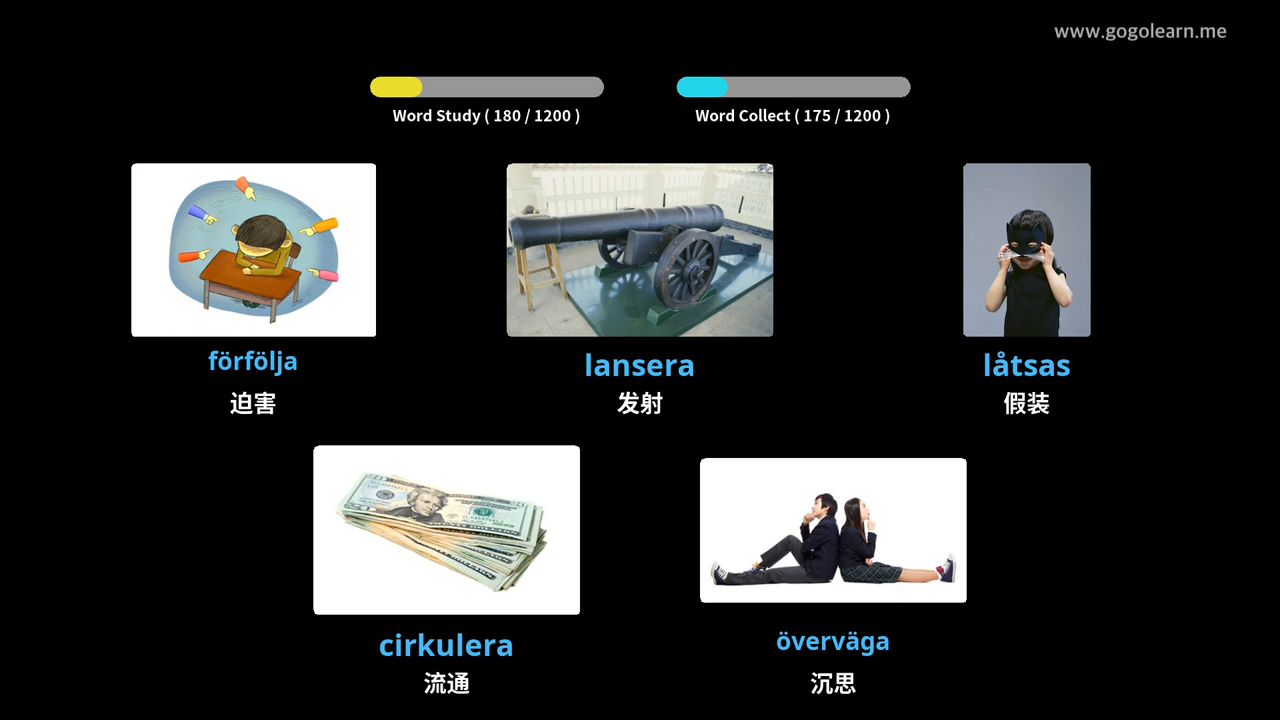 www.gogolearn.me
Word Study ( 180 / 1200 )
Word Collect ( 175 / 1200 )
förfölja
lansera
låtsas
迫害
发射
假装
cirkulera
överväga
流通
沉思